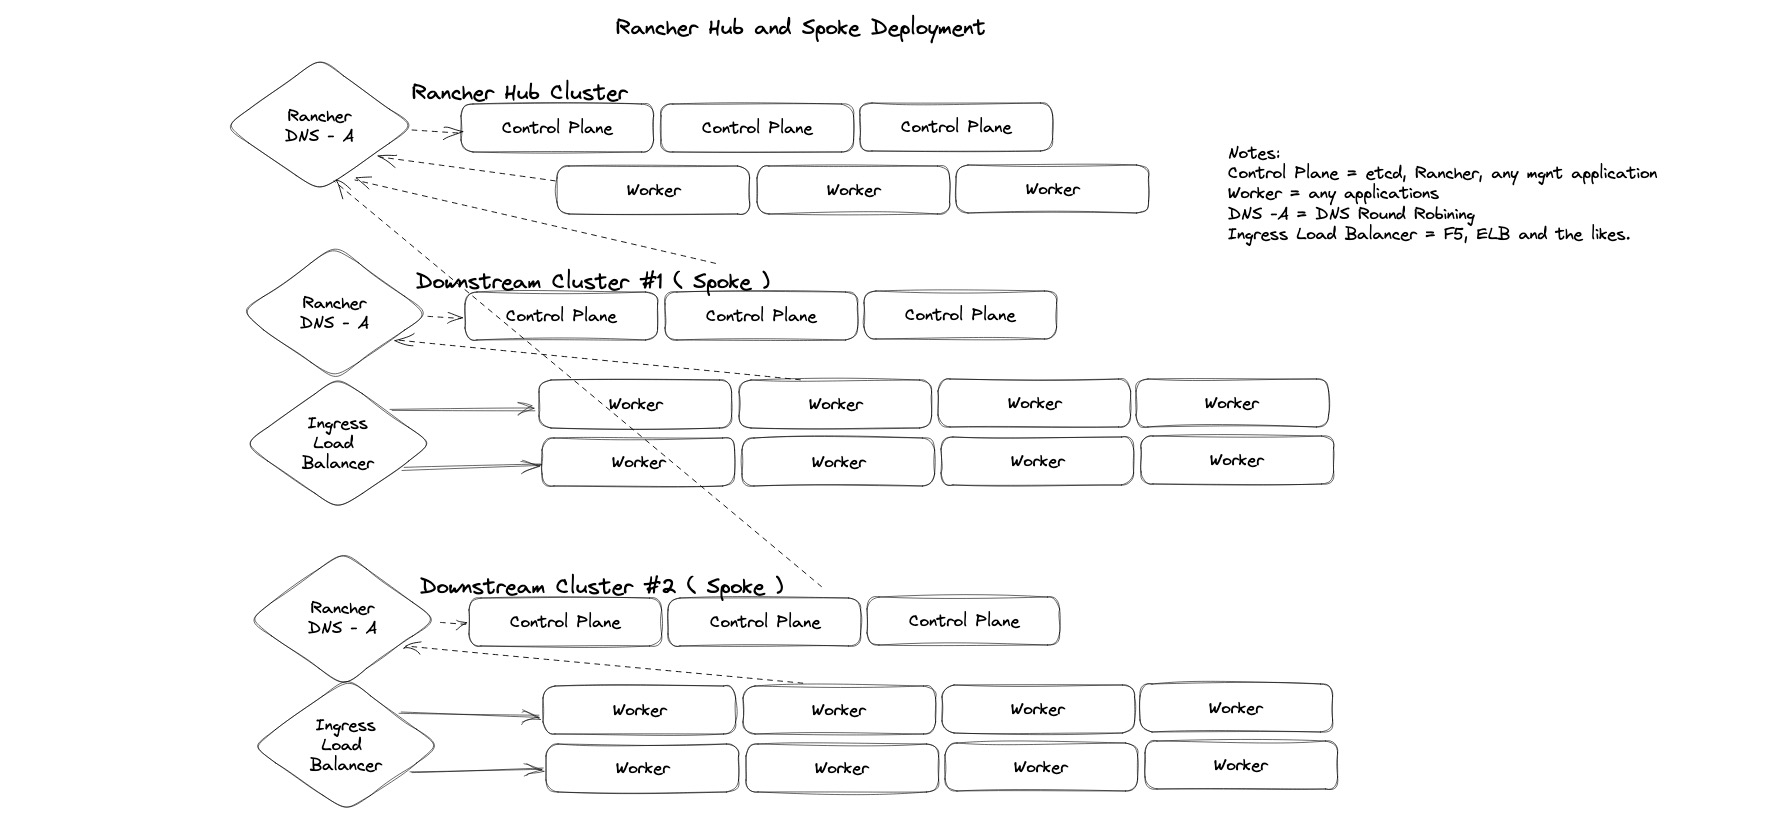 Rancher Hub and Spoke Deployment
Rancher Hub Cluster
Rancher
DNS - A
Control Plane
Control Plane
Control Plane
Worker
Worker
Worker
Notes:
Control Plane = etcd, Rancher, any mgnt application
Worker = any applications
DNS -A = DNS Round Robining
Ingress Load Balancer = F5, ELB and the likes.
Downstream Cluster #1 ( Spoke )
Rancher
DNS - A
Control Plane
Control Plane
Control Plane
Ingress
Load
Balancer
Worker
Worker
Worker
Worker
Worker
Worker
Worker
Worker
Downstream Cluster #2 ( Spoke )
Rancher
DNS - A
Control Plane
Control Plane
Control Plane
Ingress
Load
Balancer
Worker
Worker
Worker
Worker
Worker
Worker
Worker
Worker